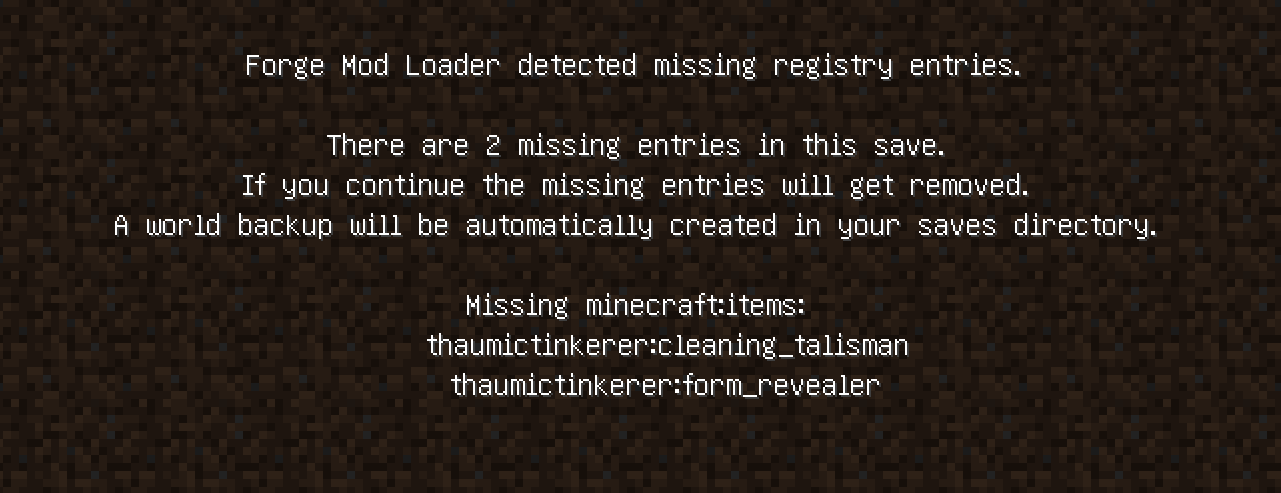 Forge Mod Loader detected missing registry entries.
There are 2 missing entries in this save.
If you continue the missing entries will get removed.
A world backup will be automatically created in your saves directory.
Missing minecraft:items:
thaumictinkerer:cleaning_talisman
thaumictinkerer:form_revealer